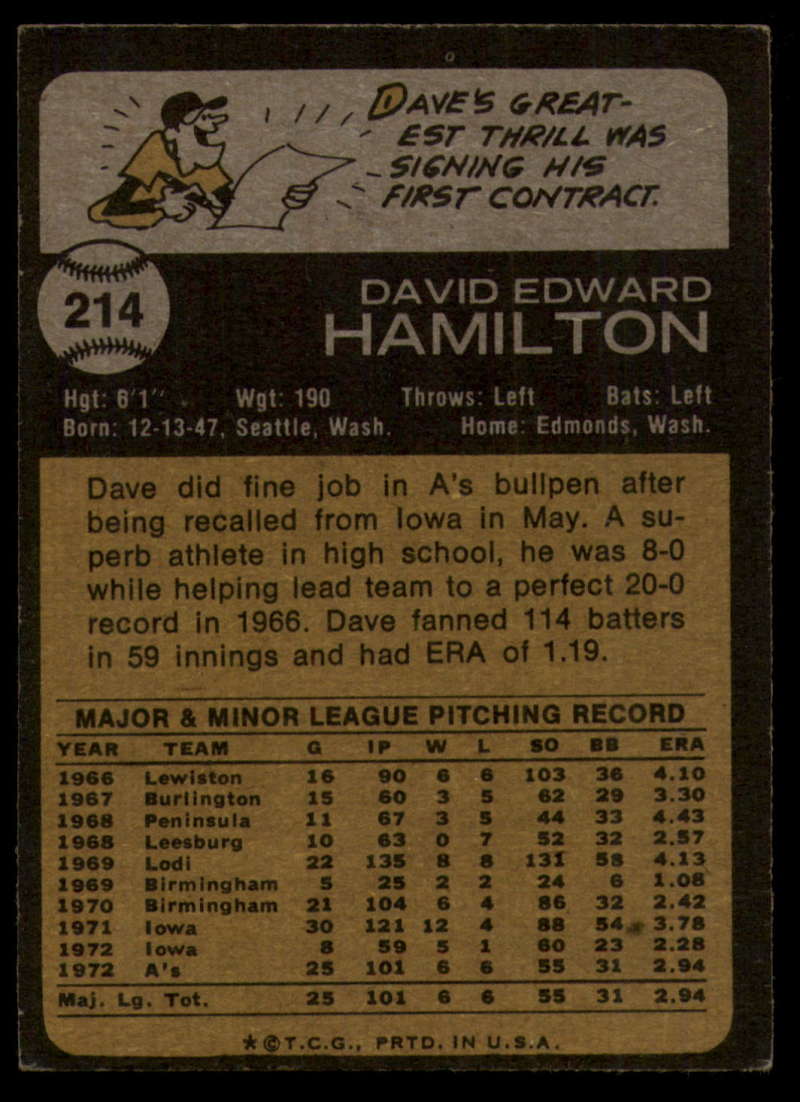 DAVE'S GREAT-
EST THRILL WAS
SIGNING HIS
FIRST CONTRACT.
214
DAVID EDWARD
HAMILTON
Hgt: 6'1" Wgt: 190 Throws: Left Bats: Left
Born: 12-13-47, Seattle, Wash. Home: Edmonds, Wash.
Dave did fine job in A's bullpen after
being recalled from Iowa in May. A su-
perb athlete in high school, he was 8-0
while helping lead team to a perfect 20-0
record in 1966. Dave fanned 114 batters
in 59 innings and had ERA of 1.19.
MAJOR & MINOR LEAGUE PITCHING RECORD
YEAR TEAM G IP W L SO BB ERA
1966 Lewiston 16 90 6 6 103 36 4.10
1967 Burlington 15 60 3 5 62 29 3.30
1968 Peninsula 11 67 3 5 44 33 4.43
1968 Leesburg 10 63 0 7 52 32 2.57
1969 Lodi 22 135 8 8 131 58 4.13
1969 Birmingham 5 25 2 2 24 6 1.08
1970 Birmingham 21 104 6 4 86 32 2.42
1971 Iowa 30 121 12 4 88 54 3.78
1972 Iowa 8 59 5 1 60 23 2.28
1972 A's 25 101 6 6 55 31 2.94
Maj. Lg. Tot. 25 101 6 6 55 31 2.94
★©T.C.G., PRTD. IN U.S.A.